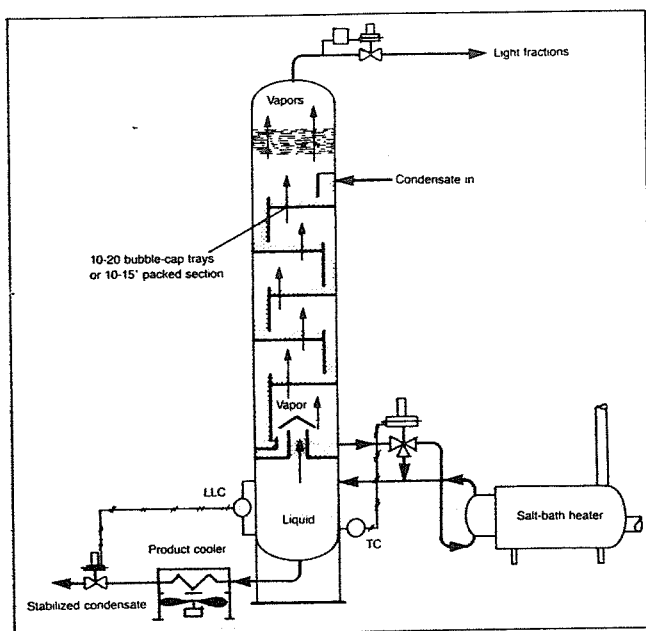 Light fractions
Vapors
Condensate in
10-20 bubble-cap trays
or 10-15' packed section
Vapor
LLC
Liquid
TC
Salt-bath heater
Product cooler
Stabilized condensate